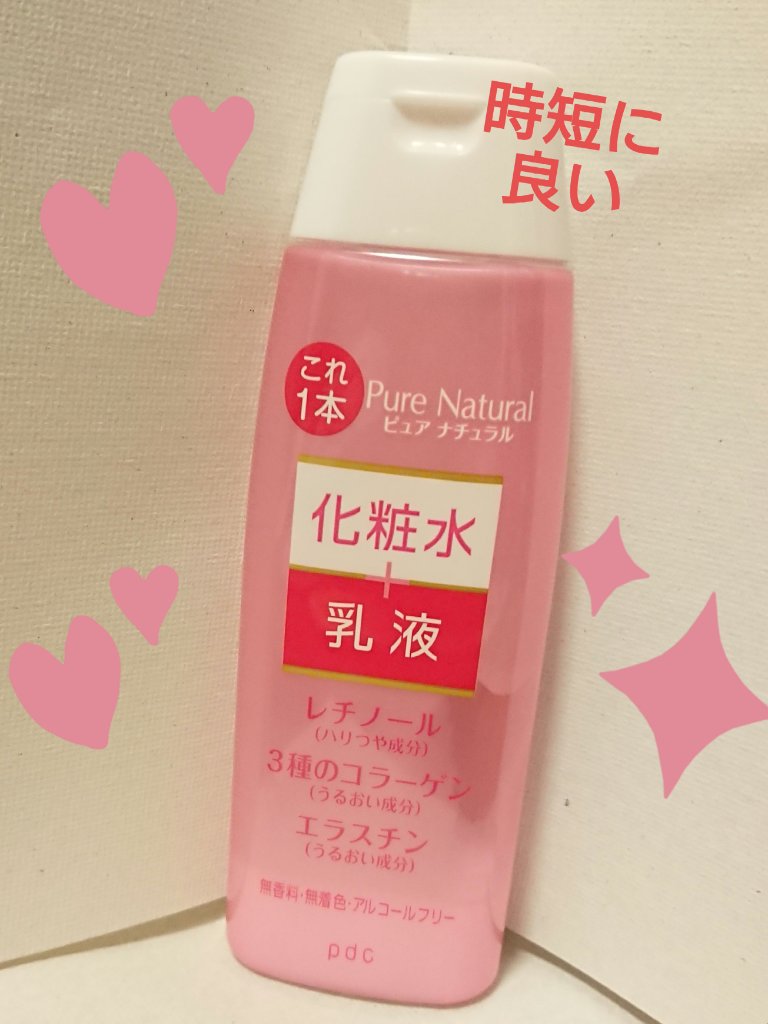 時短に
良い
これ
1本
Pure Natural
ピュア ナチュラル
化粧水
+
乳液
レチノール
(ハリつや成分)
3種のコラーゲン
(うるおい成分)
エラスチン
(うるおい成分)
無香料・無着色・アルコールフリー
pdc